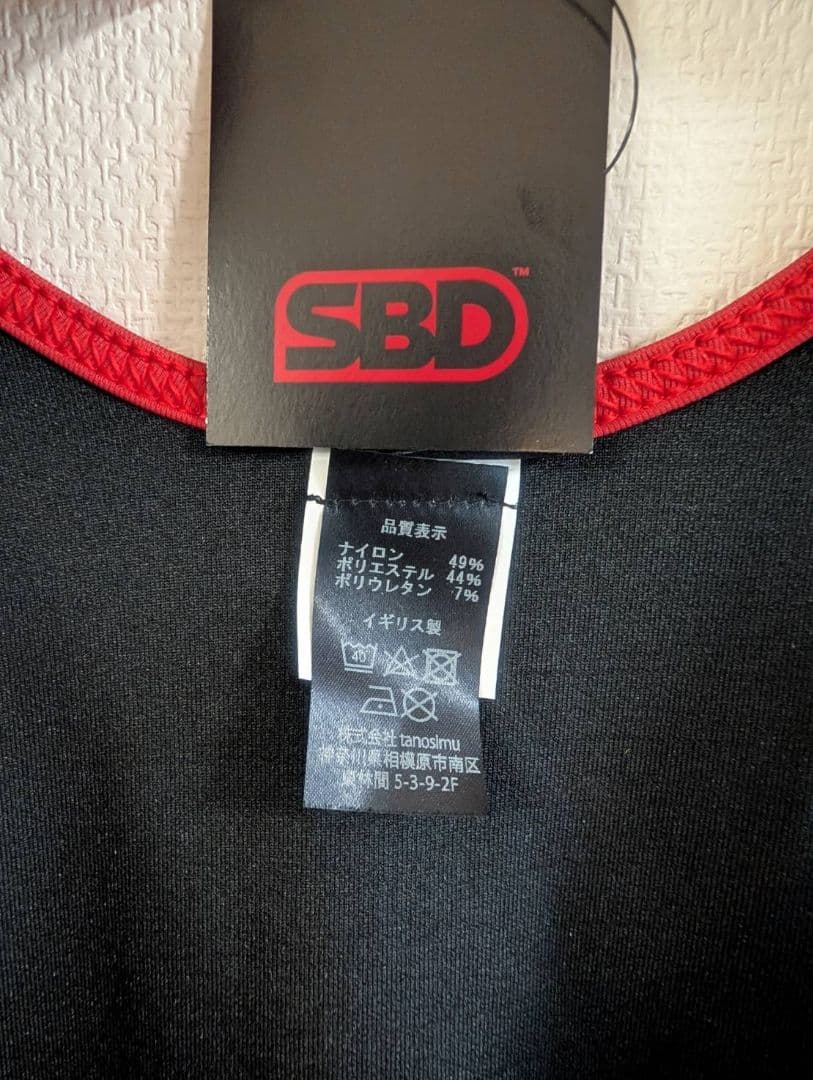 SBD™
品質表示
ナイロン 49%
ポリエステル 44%
ポリウレタン 7%
イギリス製
40
株式会社 tanosimu
神奈川県相模原市南区
東林間 5-3-9-2F